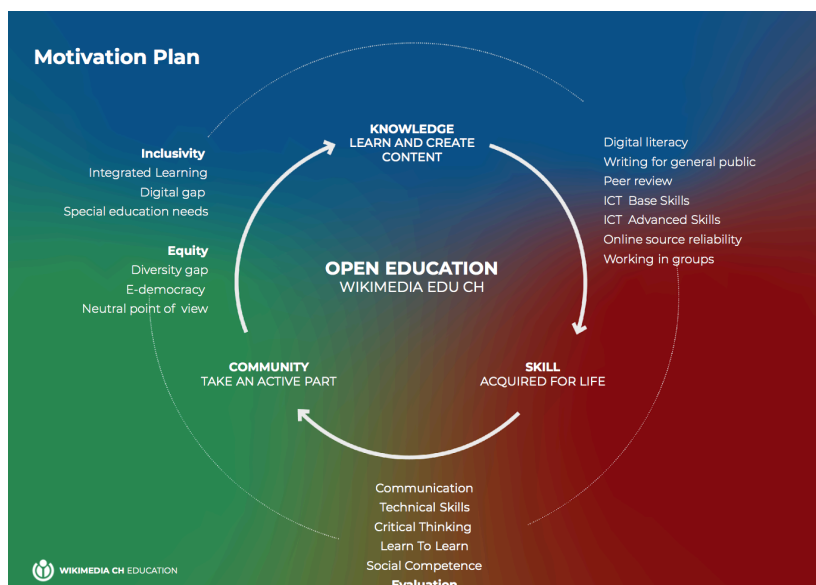 Motivation Plan
KNOWLEDGE
LEARN AND CREATE
CONTENT
Inclusivity
Integrated Learning
Digital gap
Special education needs
Equity
Diversity gap
E-democracy
Neutral point of view
Digital literacy
Writing for general public
Peer review
ICT Base Skills
ICT Advanced Skills
Online source reliability
Working in groups
OPEN EDUCATION
WIKIMEDIA EDU CH
COMMUNITY
TAKE AN ACTIVE PART
SKILL
ACQUIRED FOR LIFE
Communication
Technical Skills
Critical Thinking
Learn To Learn
Social Competence
Evaluation
WIKIMEDIA CH EDUCATION